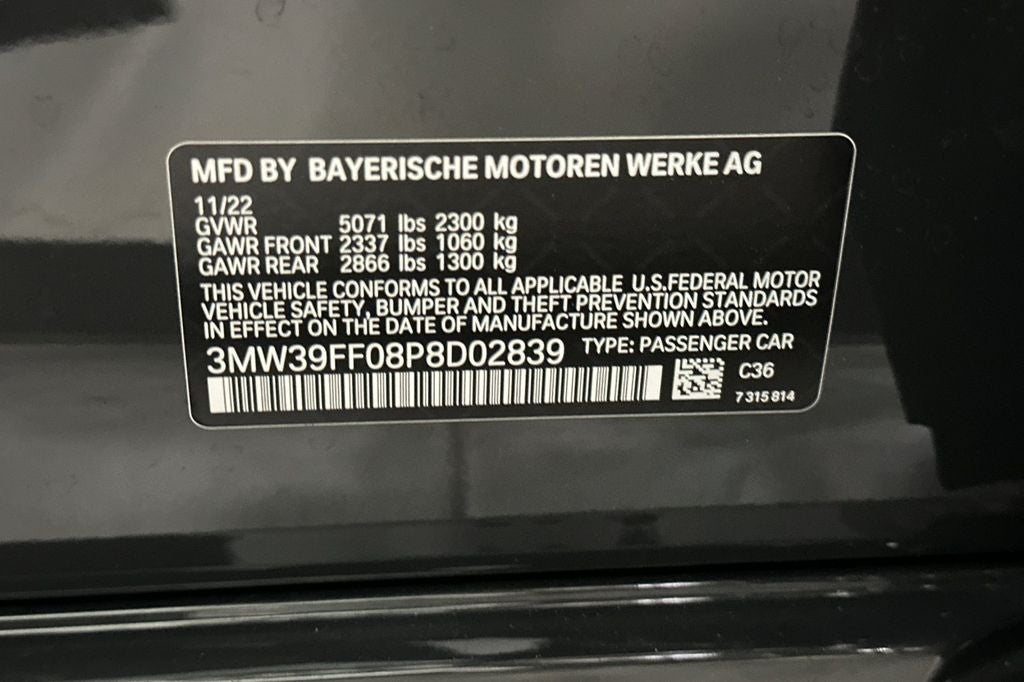 MFD BY BAYERISCHE MOTOREN WERKE AG
11/22
GVWR 5071 lbs 2300 kg
GAWR FRONT 2337 lbs 1060 kg
GAWR REAR 2866 lbs 1300 kg
THIS VEHICLE CONFORMS TO ALL APPLICABLE U.S.FEDERAL MOTOR
VEHICLE SAFETY, BUMPER AND THEFT PREVENTION STANDARDS
IN EFFECT ON THE DATE OF MANUFACTURE SHOWN ABOVE.
3MW39FF08P8D02839 TYPE: PASSENGER CAR
C36
7 315 814